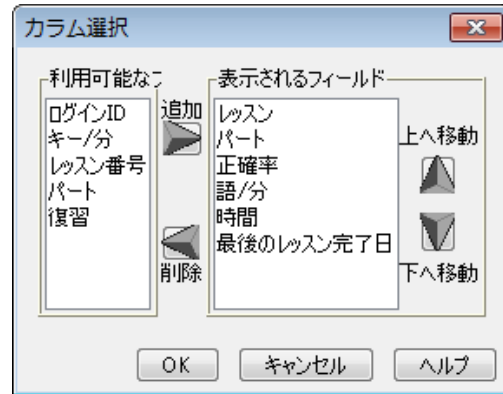 カラム選択
利用可能なフ
ログインID
キー/分
レッスン番号
パート
復習
追加
削除
表示されるフィールド
レッスン
パート
正確率
語/分
時間
最後のレッスン完了日
上へ移動
下へ移動
OK
キャンセル
ヘルプ